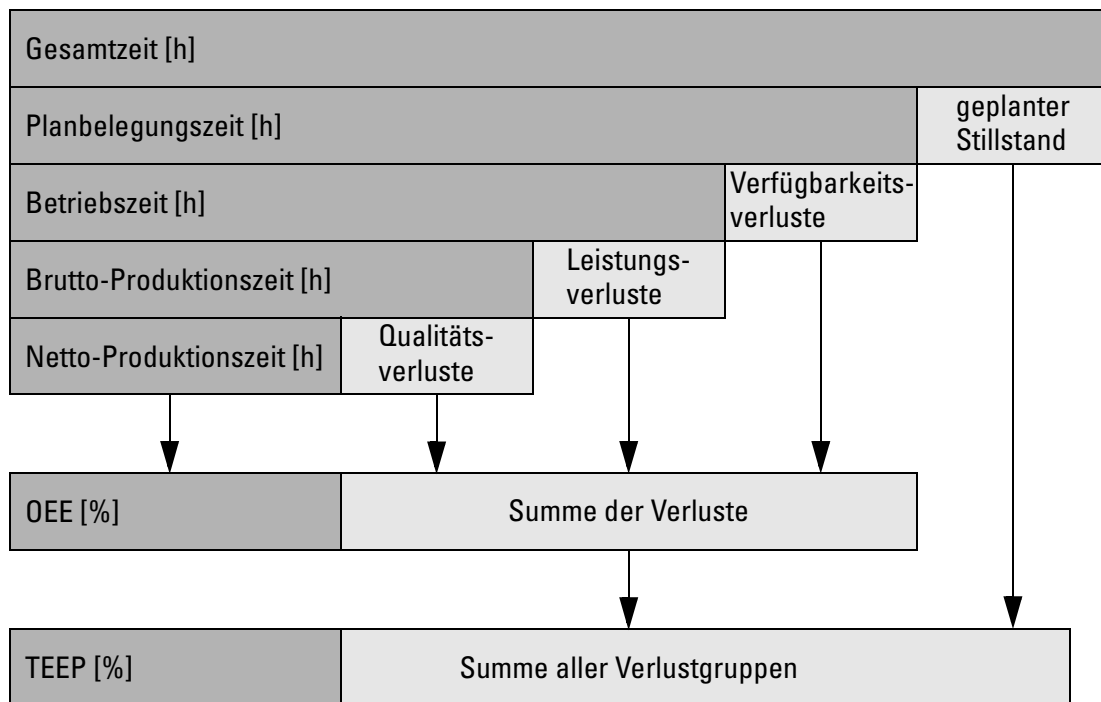 Gesamtzeit [h]
Planbelegungszeit [h]
geplanter
Stillstand
Betriebszeit [h]
Verfügbarkeits-
verluste
Brutto-Produktionszeit [h]
Leistungs-
verluste
Netto-Produktionszeit [h]
Qualitäts-
verluste
OEE [%]
Summe der Verluste
TEEP [%]
Summe aller Verlustgruppen